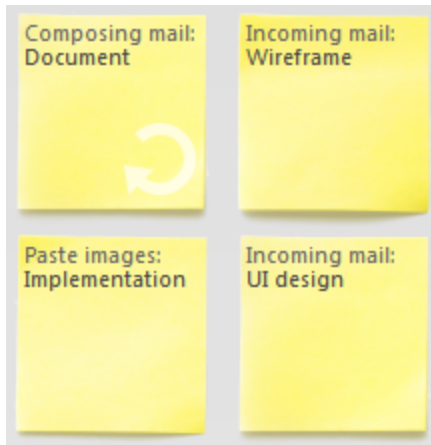 Composing mail:
Document
Incoming mail:
Wireframe
Paste images:
Implementation
Incoming mail:
UI design